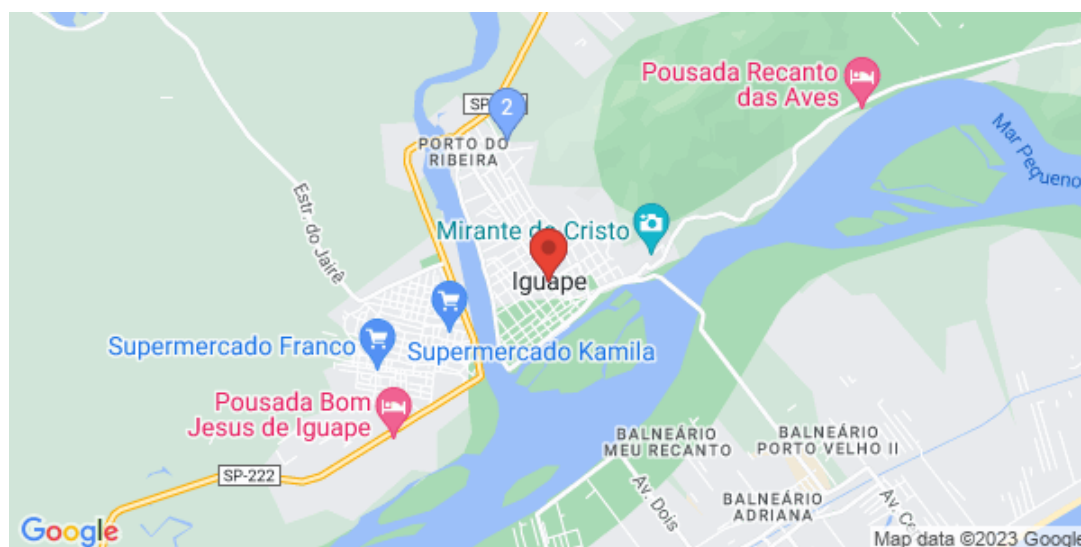 Pousada Recanto
das Aves
SP-
2
PORTO DO
RIBEIRA
Mar Pequeno
Estr. do Jairê
Mirante do Cristo
Iguape
Supermercado Franco
Supermercado Kamila
Pousada Bom
Jesus de Iguape
BALNEÁRIO
MEU RECANTO
BALNEÁRIO
PORTO VELHO II
SP-222
Av. Dois
BALNEÁRIO
ADRIANA
Google
Map data ©2023 Google